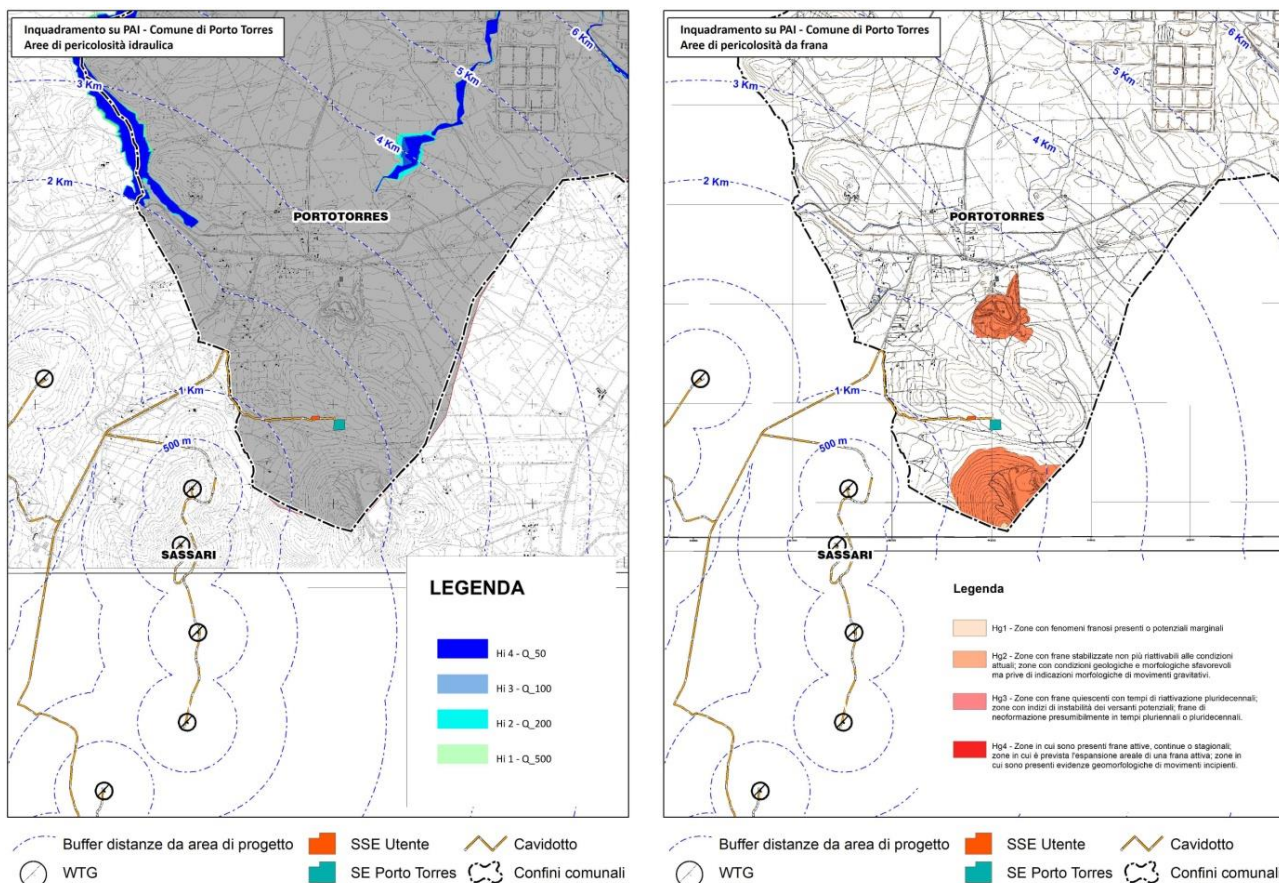 Inquadramento su PAI - Comune di Porto Torres
Aree di pericolosità idraulica
3 Km
2 Km
4 Km
5 Km
6 Km
PORTOTORRES
1 Km
500 m
SASSARI
LEGENDA
Hi 4 - Q_50
Hi 3 - Q_100
Hi 2 - Q_200
Hi 1 - Q_500
Buffer distanze da area di progetto
SSE Utente
Cavidotto
WTG
SE Porto Torres
Confini comunali
Inquadramento su PAI - Comune di Porto Torres
Aree di pericolosità da frana
3 Km
2 Km
4 Km
5 Km
6 Km
PORTOTORRES
1 Km
500 m
SASSARI
Legenda
Hg1 - Zone con fenomeni franosi presenti o potenziali marginali
Hg2 - Zone con frane stabilizzate non più riattivabili alle condizioni
attuali; zone con condizioni geologiche e morfologiche sfavorevoli
ma prive di indicazioni morfologiche di movimenti gravitativi.
Hg3 - Zone con frane quiescenti con tempi di riattivazione pluridecennali;
zone con indizi di instabilità dei versanti potenziali; frane di
neoformazione presumibilmente in tempi pluriennali o pluridecennali.
Hg4 - Zone in cui sono presenti frane attive, continue o stagionali;
zone in cui è prevista l'espansione areale di una frana attiva; zone in
cui sono presenti evidenze geomorfologiche di movimenti incipienti.
Buffer distanze da area di progetto
SSE Utente
Cavidotto
WTG
SE Porto Torres
Confini comunali